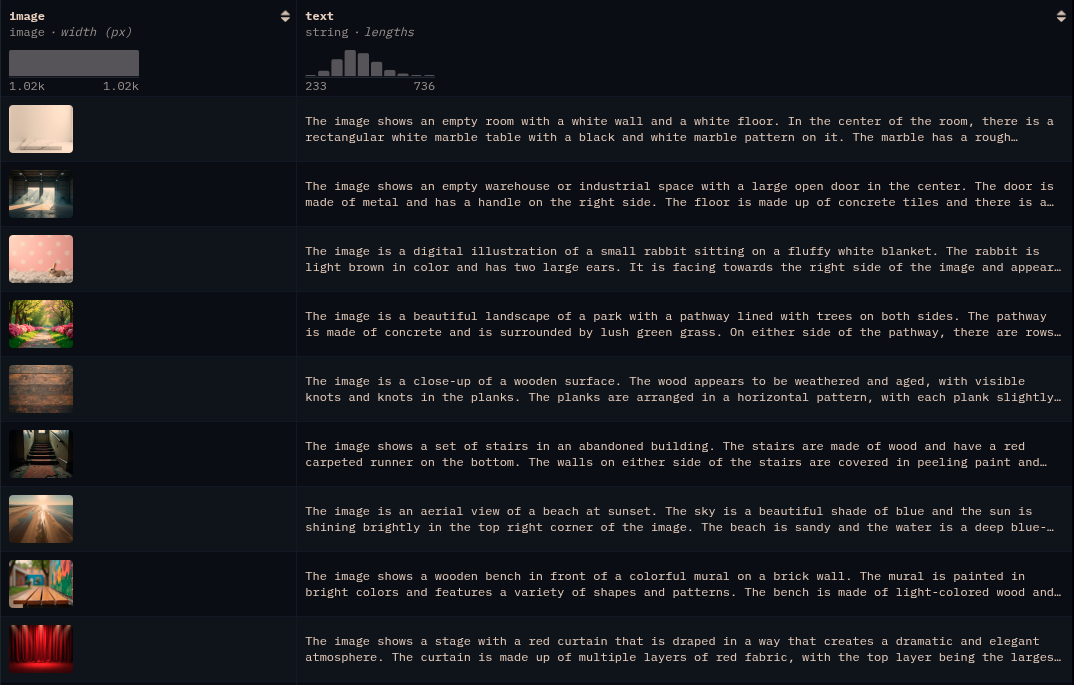 image
image · width (px)
1.02k 1.02k
text
string · lengths
233 736
The image shows an empty room with a white wall and a white floor. In the center of the room, there is a
rectangular white marble table with a black and white marble pattern on it. The marble has a rough…
The image shows an empty warehouse or industrial space with a large open door in the center. The door is
made of metal and has a handle on the right side. The floor is made up of concrete tiles and there is a…
The image is a digital illustration of a small rabbit sitting on a fluffy white blanket. The rabbit is
light brown in color and has two large ears. It is facing towards the right side of the image and appear…
The image is a beautiful landscape of a park with a pathway lined with trees on both sides. The pathway
is made of concrete and is surrounded by lush green grass. On either side of the pathway, there are rows…
The image is a close-up of a wooden surface. The wood appears to be weathered and aged, with visible
knots and knots in the planks. The planks are arranged in a horizontal pattern, with each plank slightly…
The image shows a set of stairs in an abandoned building. The stairs are made of wood and have a red
carpeted runner on the bottom. The walls on either side of the stairs are covered in peeling paint and…
The image is an aerial view of a beach at sunset. The sky is a beautiful shade of blue and the sun is
shining brightly in the top right corner of the image. The beach is sandy and the water is a deep blue-…
The image shows a wooden bench in front of a colorful mural on a brick wall. The mural is painted in
bright colors and features a variety of shapes and patterns. The bench is made of light-colored wood and…
The image shows a stage with a red curtain that is draped in a way that creates a dramatic and elegant
atmosphere. The curtain is made up of multiple layers of red fabric, with the top layer being the larges…